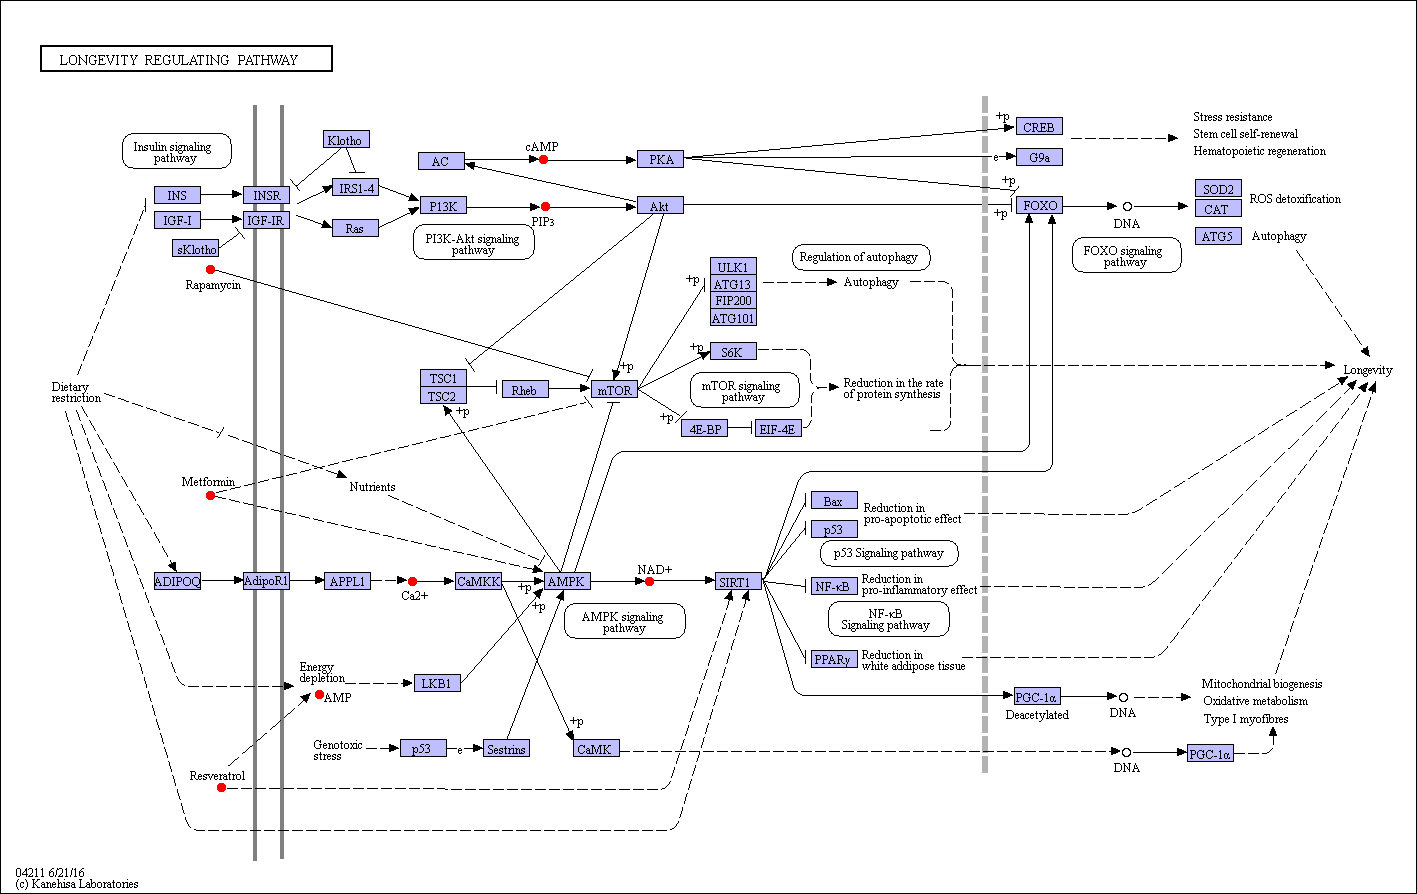 LONGEVITY REGULATING PATHWAY
Insulin signaling
pathway
Klotho
INS
INSR
IRS1-4
IGF-I
IGF-IR
Ras
sKlotho
Rapamycin
AC
cAMP
PKA
P13K
PIP3
Akt
PI3K-Akt signaling
pathway
+p
CREB
e
G9a
+p
+p
FOXO
DNA
FOXO signaling
pathway
Stress resistance
Stem cell self-renewal
Hematopoietic regeneration
SOD2
CAT
ROS detoxification
ATG5
Autophagy
Regulation of autophagy
+p
ULK1
ATG13
FIP200
ATG101
Autophagy
+p
S6K
mTOR signaling
pathway
Reduction in the rate
of protein synthesis
+p
4E-BP
EIF-4E
TSC1
TSC2
+p
Rheb
+p
mTOR
Longevity
Dietary
restriction
Metformin
Nutrients
ADIPOQ
AdipoR1
APPL1
Ca2+
CaMKK
+p
+p
AMPK
NAD+
SIRT1
AMPK signaling
pathway
Bax
p53
Reduction in
pro-apoptotic effect
p53 Signaling pathway
NF-κB
Reduction in
pro-inflammatory effect
NF-κB
Signaling pathway
PPARγ
Reduction in
white addipose tissue
PGC-1α
Deacetylated
DNA
Mitochondrial biogenesis
Oxidative metabolism
Type I myofibres
Energy
depletion
AMP
LKB1
Genotoxic
stress
p53
e
Sestrins
+p
CaMK
DNA
PGC-1α
Resveratrol
04211 6/21/16
(c) Kanehisa Laboratories